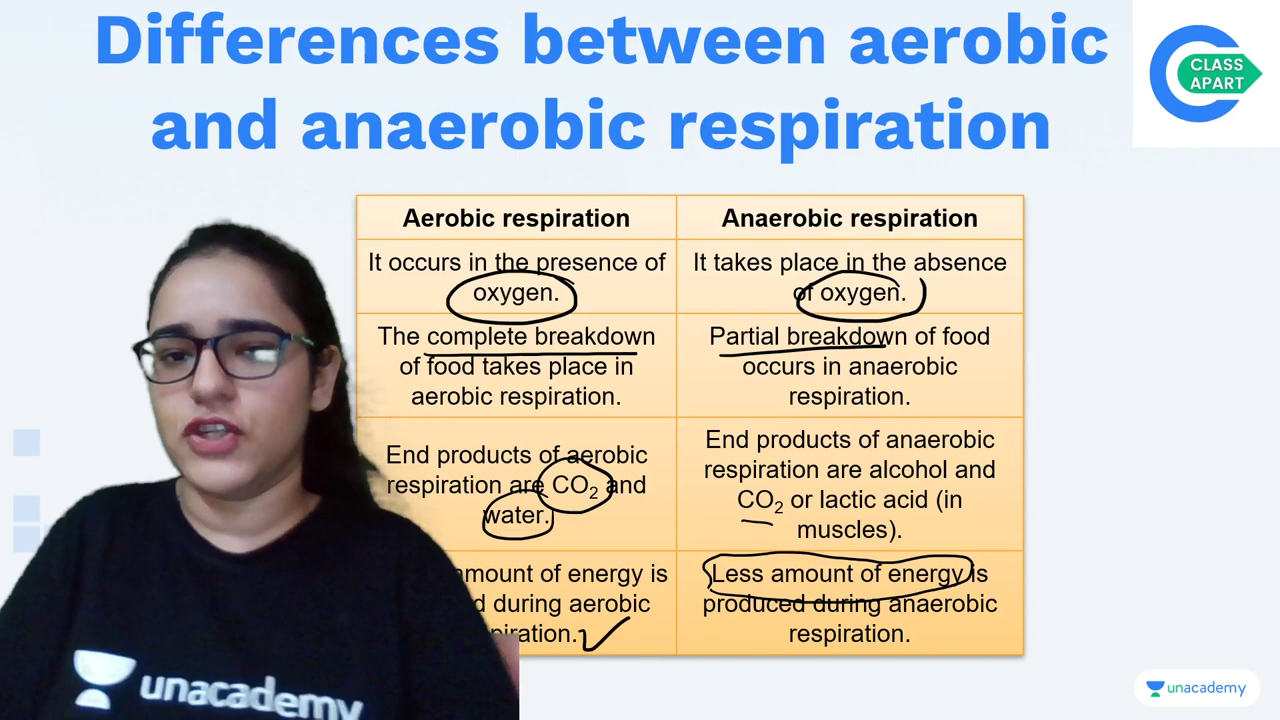 Differences between aerobic
and anaerobic respiration
CLASS
APART
Aerobic respiration
Anaerobic respiration
It occurs in the presence of
oxygen.
It takes place in the absence
of oxygen.
The complete breakdown
of food takes place in
aerobic respiration.
Partial breakdown of food
occurs in anaerobic
respiration.
End products of aerobic
respiration are CO₂ and
water.
End products of anaerobic
respiration are alcohol and
CO₂ or lactic acid (in
muscles).
amount of energy is
during aerobic
Less amount of energy is
produced during anaerobic
respiration.
unacademy
unacademy